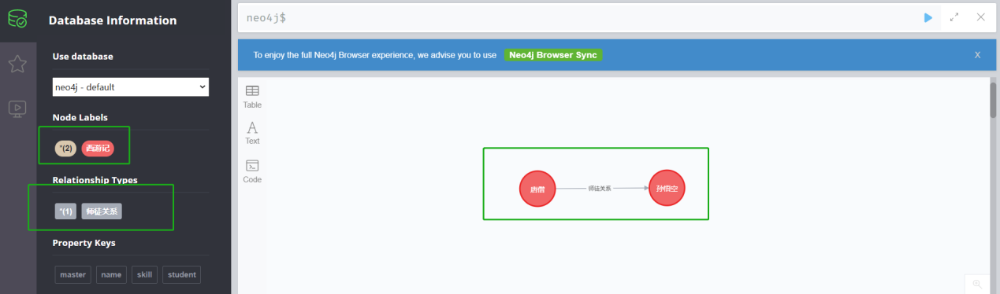 Database Information
Use database
neo4j - default
Node Labels
*(2) 西游记
Relationship Types
*(1) 师徒关系
Property Keys
master name skill student
neo4j$
To enjoy the full Neo4j Browser experience, we advise you to use Neo4j Browser Sync X
Table
Text
Code
唐僧 师徒关系 孙悟空